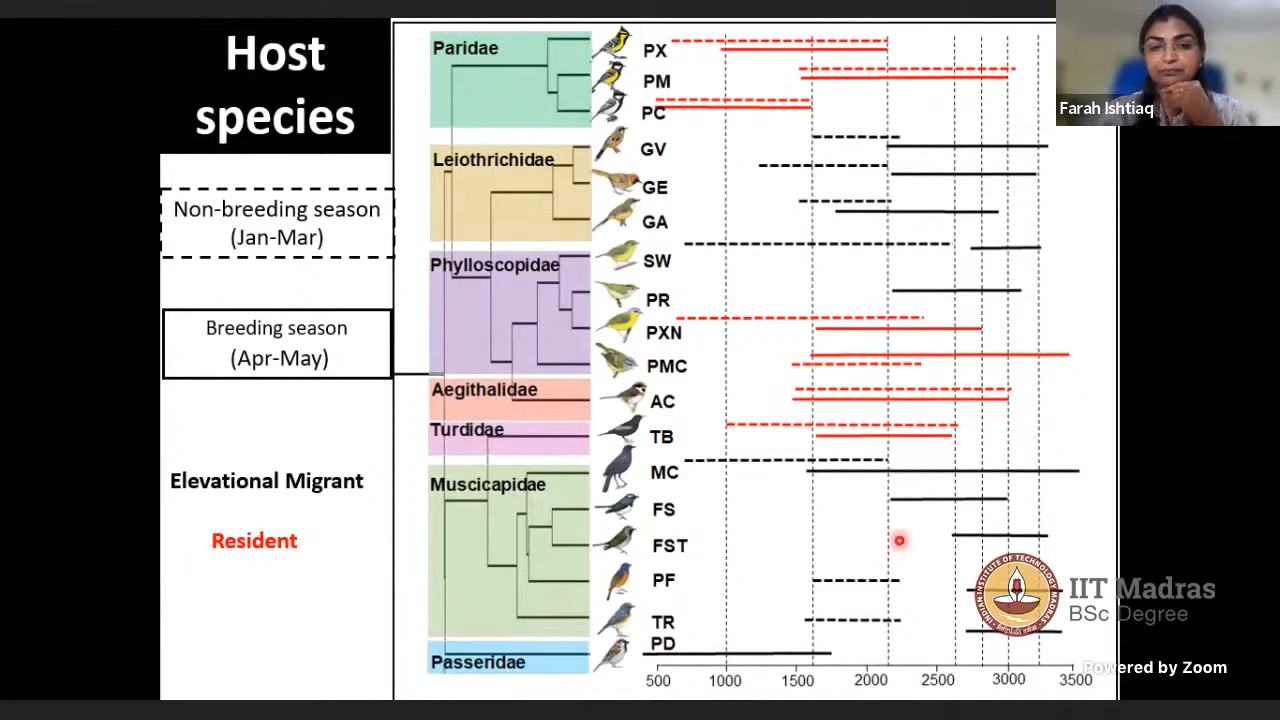 Host
species
Non-breeding season
(Jan-Mar)
Breeding season
(Apr-May)
Elevational Migrant
Resident
Paridae
Leiothrichidae
Phylloscopidae
Aegithalidae
Turdidae
Muscicapidae
Passeridae
PX
PM
PC
GV
GE
GA
SW
PR
PXN
PMC
AC
TB
MC
FS
FST
PF
TR
PD
500 1000 1500 2000 2500 3000 3500
Farah Ishtiaq
IIT Madras
BSc Degree
Powered by Zoom